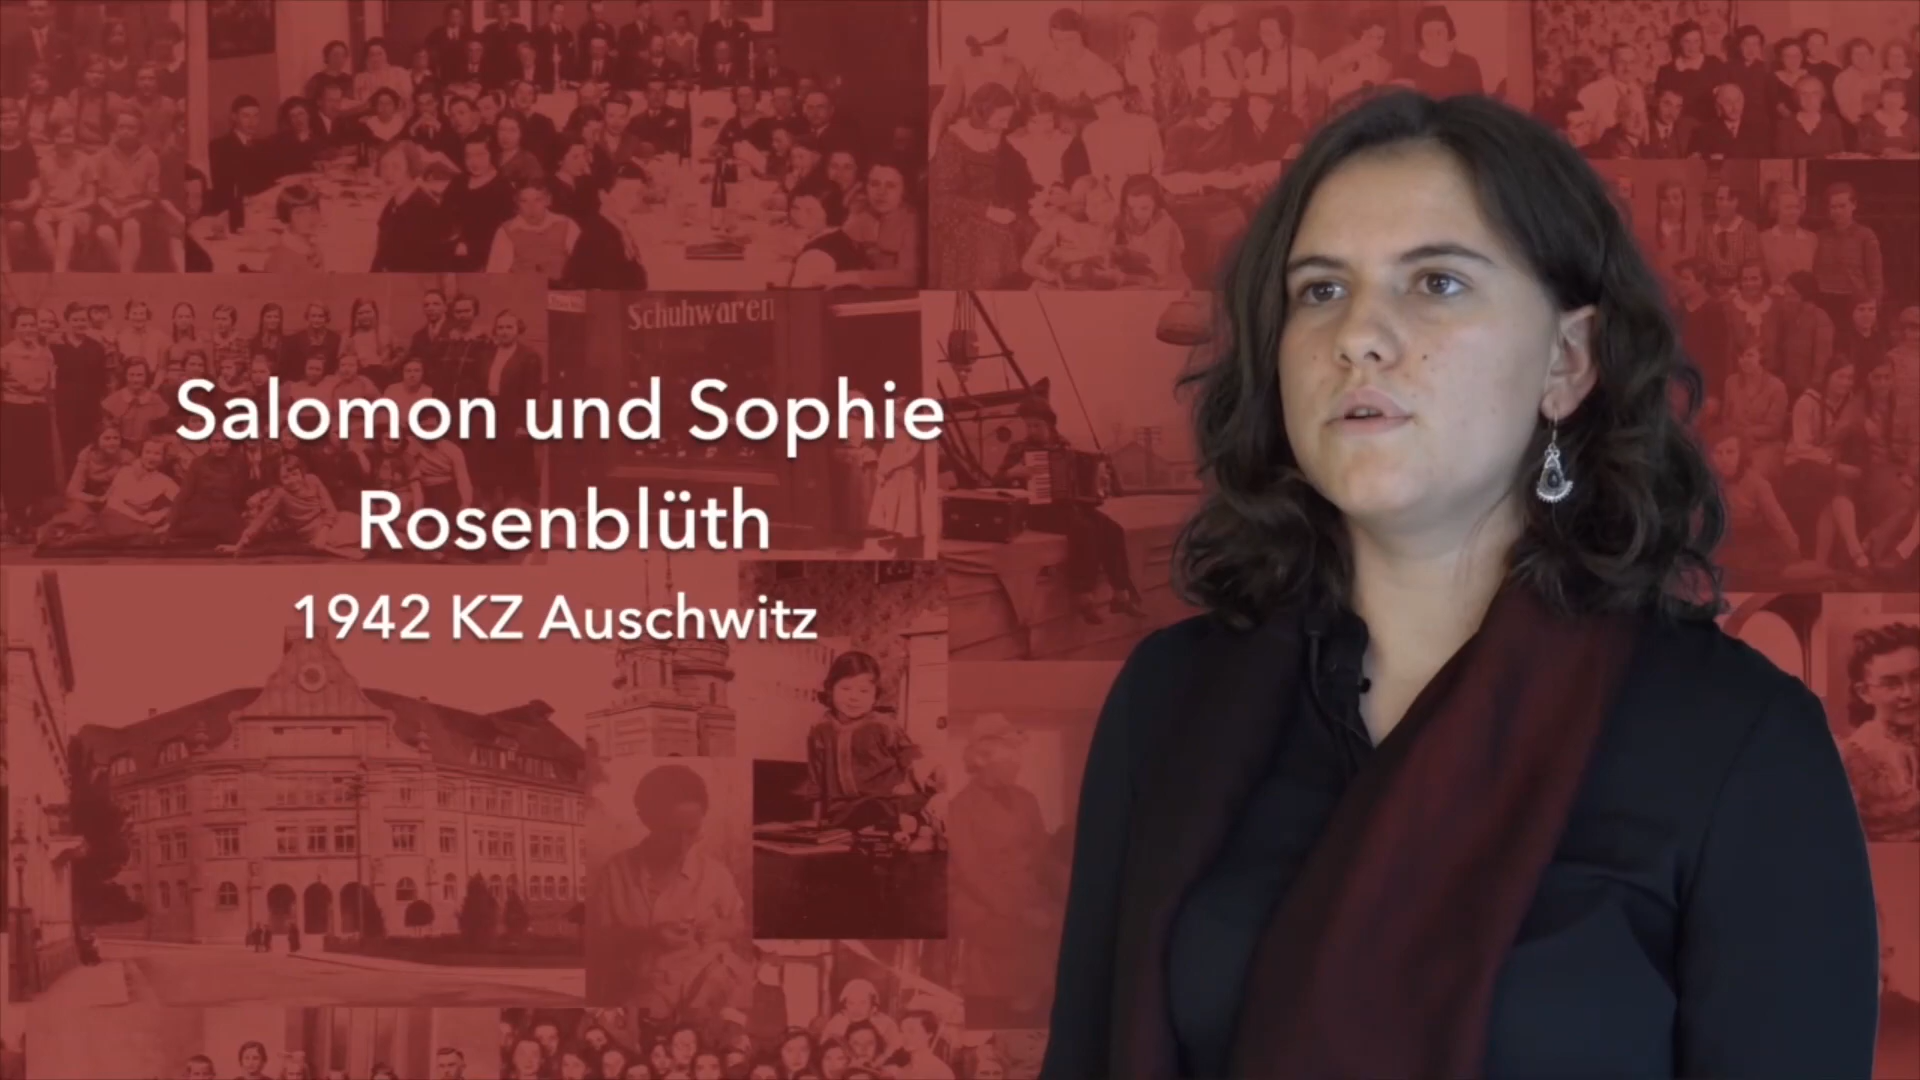 Schuhwaren
Salomon und Sophie
Rosenblüth
1942 KZ Auschwitz